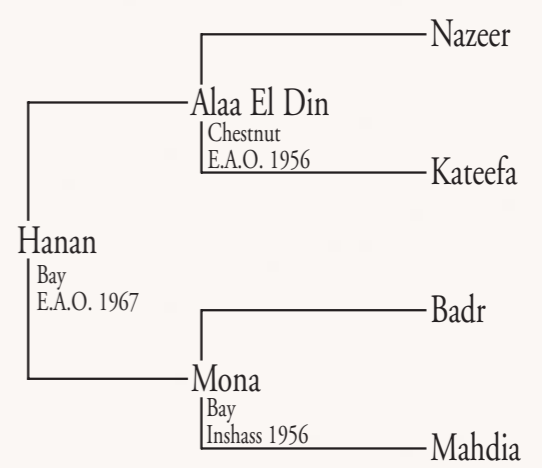 Nazeer
Alaa El Din
Chestnut
E.A.O. 1956
Kateefa
Hanan
Bay
E.A.O. 1967
Badr
Mona
Bay
Inshass 1956
Mahdia